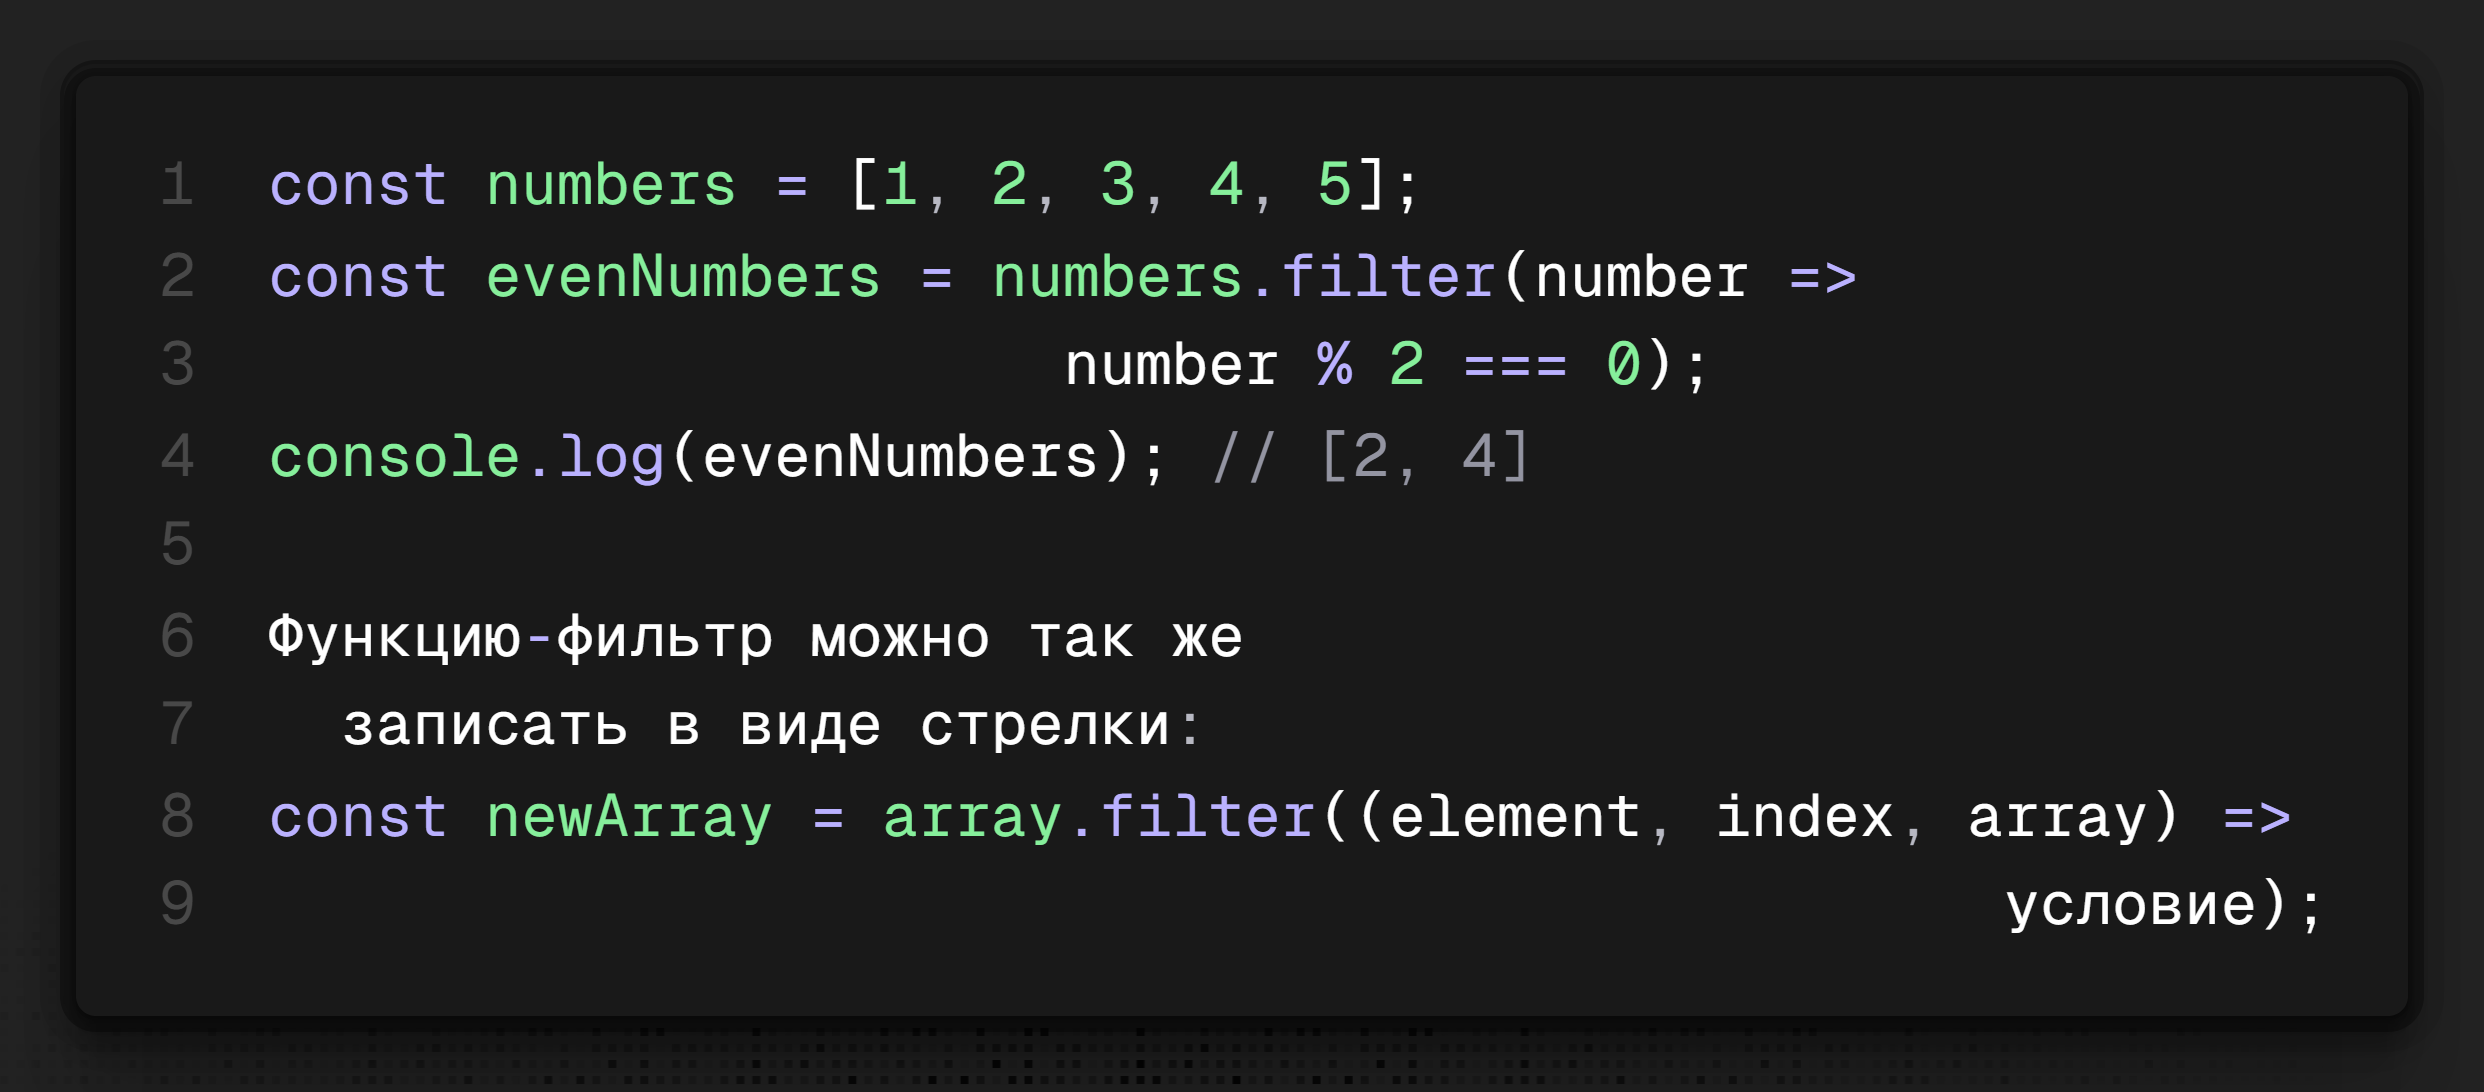 1 const numbers = [1, 2, 3, 4, 5];
2 const evenNumbers = numbers.filter(number =>
3 number % 2 === 0);
4 console.log(evenNumbers); // [2, 4]
5
6 Функцию-фильтр можно так же
7 записать в виде стрелки:
8 const newArray = array.filter((element, index, array) =>
9 условие);